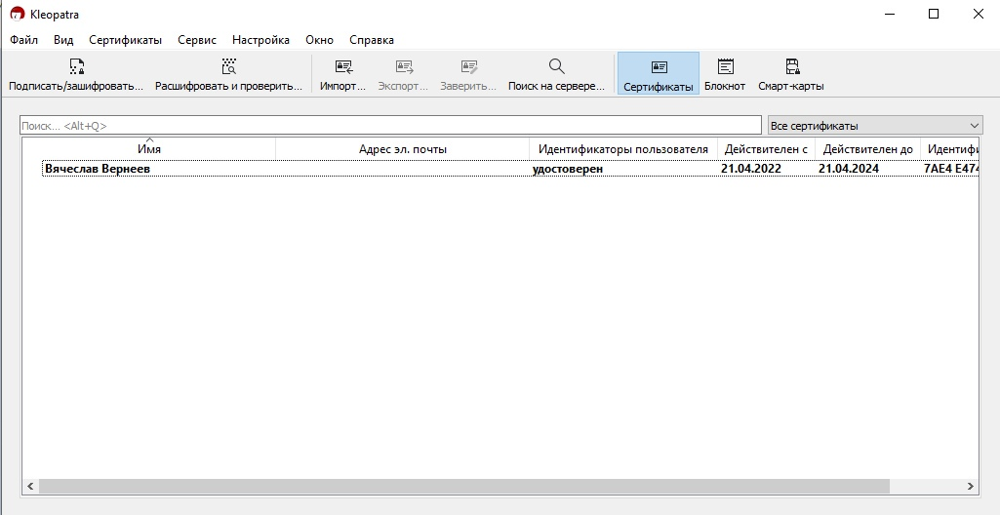 Kleopatra
Файл Вид Сертификаты Сервис Настройка Окно Справка
Подписать/зашифровать... Расшифровать и проверить... Импорт... Экспорт... Заверить... Поиск на сервере... Сертификаты Блокнот Смарт-карты
Поиск... <Alt+Q> Все сертификаты
Имя Адрес эл. почты Идентификаторы пользователя Действителен с Действителен до Идентифи
Вячеслав Вернеев удостоверен 21.04.2022 21.04.2024 7AE4 E474